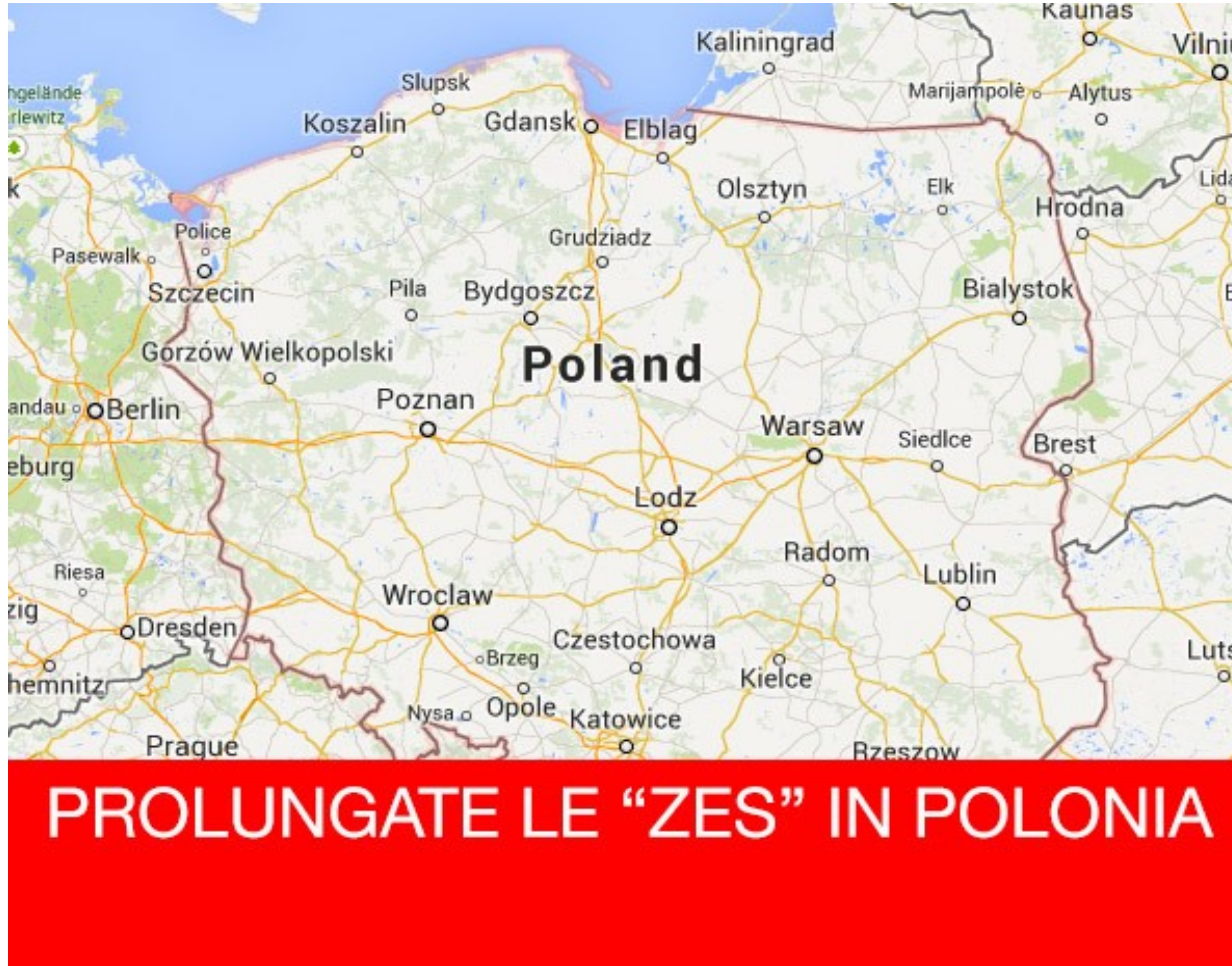 Kaunas
Kaliningrad
Vilniu
Slupsk
Marijampolė
Alytus
hgelände
rlewitz
Koszalin
Gdansk
Elblag
k
Olsztyn
Elk
Lida
Hrodna
Police
Pasewalk
Grudziadz
Szczecin
Pila
Bydgoszcz
Bialystok
Gorzów Wielkopolski
Poland
andau
Berlin
Poznan
Warsaw
Siedlce
Brest
eburg
Lodz
Radom
Lublin
Riesa
zig
Wroclaw
Dresden
Czestochowa
Brzeg
Kielce
Luts
hemnitz
Nysa
Opole
Katowice
Prague
Rzeszow
PROLUNGATE LE “ZES” IN POLONIA